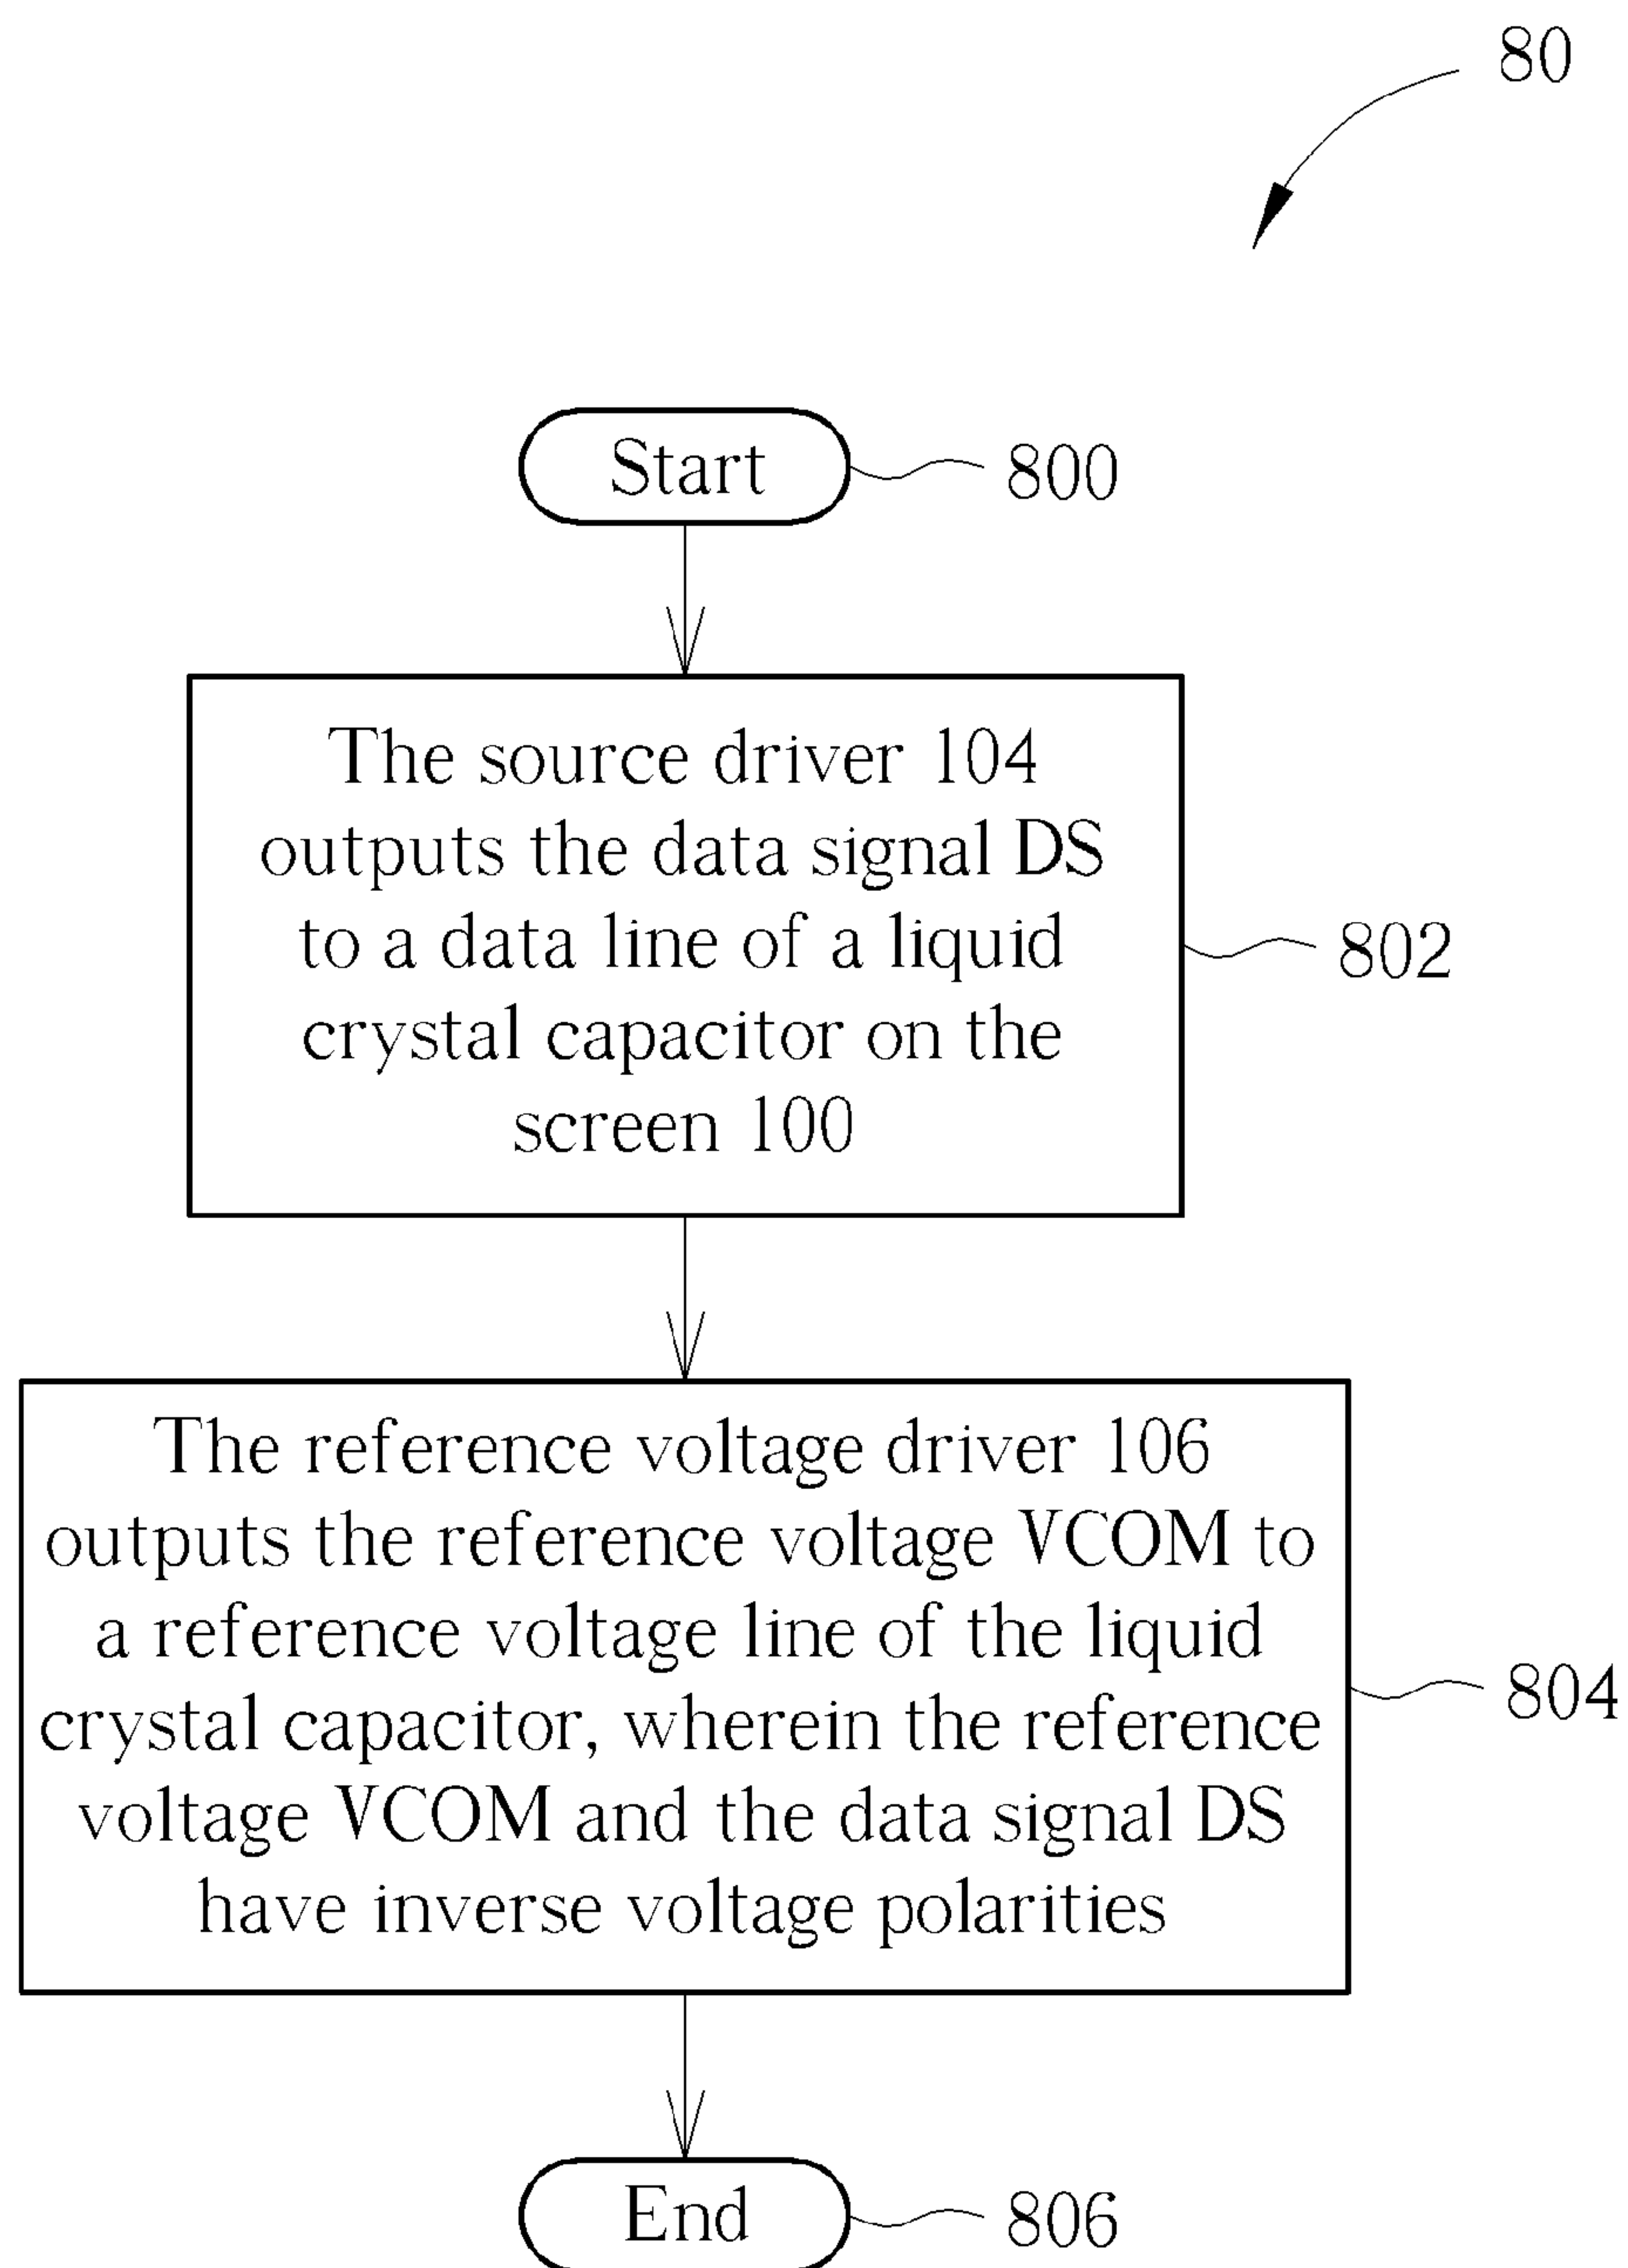 80
Start
800
The source driver 104
outputs the data signal DS
to a data line of a liquid
crystal capacitor on the
screen 100
802
The reference voltage driver 106
outputs the reference voltage VCOM to
a reference voltage line of the liquid
crystal capacitor, wherein the reference
voltage VCOM and the data signal DS
have inverse voltage polarities
804
End
806